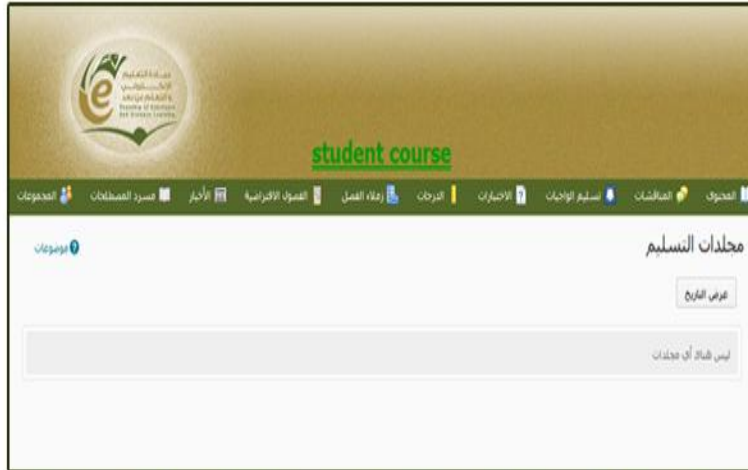 student course
المحتوى المناقشات تسليم الواجبات الاختبارات الدرجات زملاء الفصل الفصول الافتراضية الأخبار مسرد المصطلحات المجموعات
مجلدات التسليم
موضوعات
عرض التاريخ
ليس هناك أي مجلدات